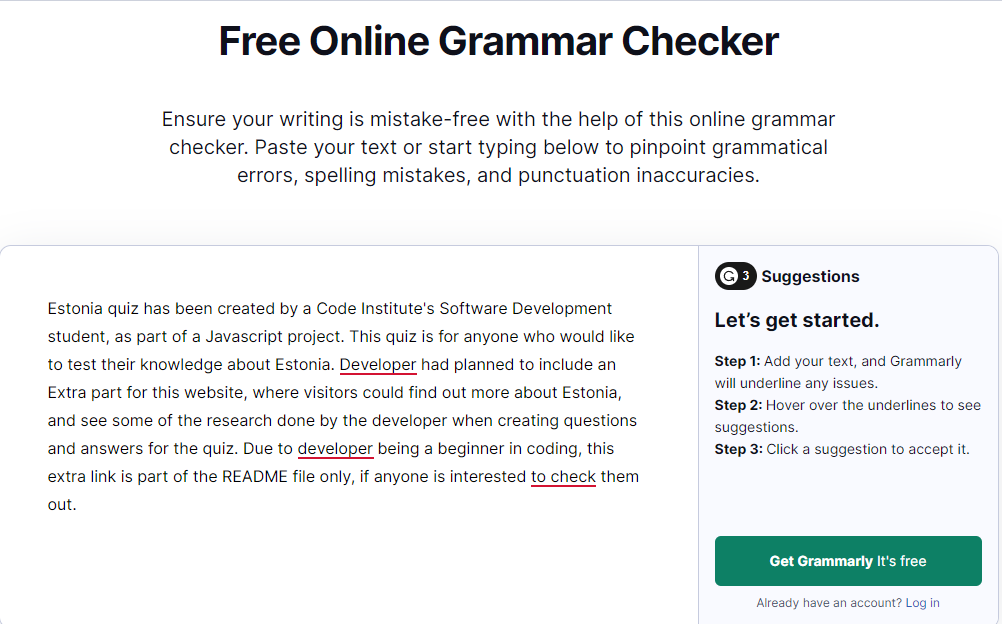 Free Online Grammar Checker
Ensure your writing is mistake-free with the help of this online grammar
checker. Paste your text or start typing below to pinpoint grammatical
errors, spelling mistakes, and punctuation inaccuracies.
Estonia quiz has been created by a Code Institute's Software Development
student, as part of a Javascript project. This quiz is for anyone who would like
to test their knowledge about Estonia. Developer had planned to include an
Extra part for this website, where visitors could find out more about Estonia,
and see some of the research done by the developer when creating questions
and answers for the quiz. Due to developer being a beginner in coding, this
extra link is part of the README file only, if anyone is interested to check them
out.
3 Suggestions
Let’s get started.
Step 1: Add your text, and Grammarly
will underline any issues.
Step 2: Hover over the underlines to see
suggestions.
Step 3: Click a suggestion to accept it.
Get Grammarly It's free
Already have an account? Log in